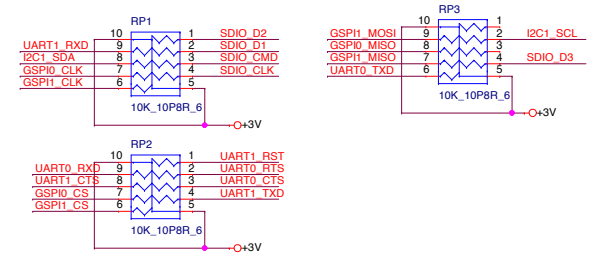 RP1
10 1 SDIO_D2
UART1_RXD 9 2 SDIO_D1
I2C1_SDA 8 3 SDIO_CMD
GSPI0_CLK 7 4 SDIO_CLK
GSPI1_CLK 6 5
10K_10P8R_6
+3V
RP3
10 1
GSPI1_MOSI 9 2 I2C1_SCL
GSPI0_MISO 8 3
GSPI1_MISO 7 4 SDIO_D3
UART0_TXD 6 5
10K_10P8R_6
+3V
RP2
10 1 UART1_RST
UART0_RXD 9 2 UART0_RTS
UART1_CTS 8 3 UART0_CTS
GSPI0_CS 7 4 UART1_TXD
GSPI1_CS 6 5
10K_10P8R_6
+3V